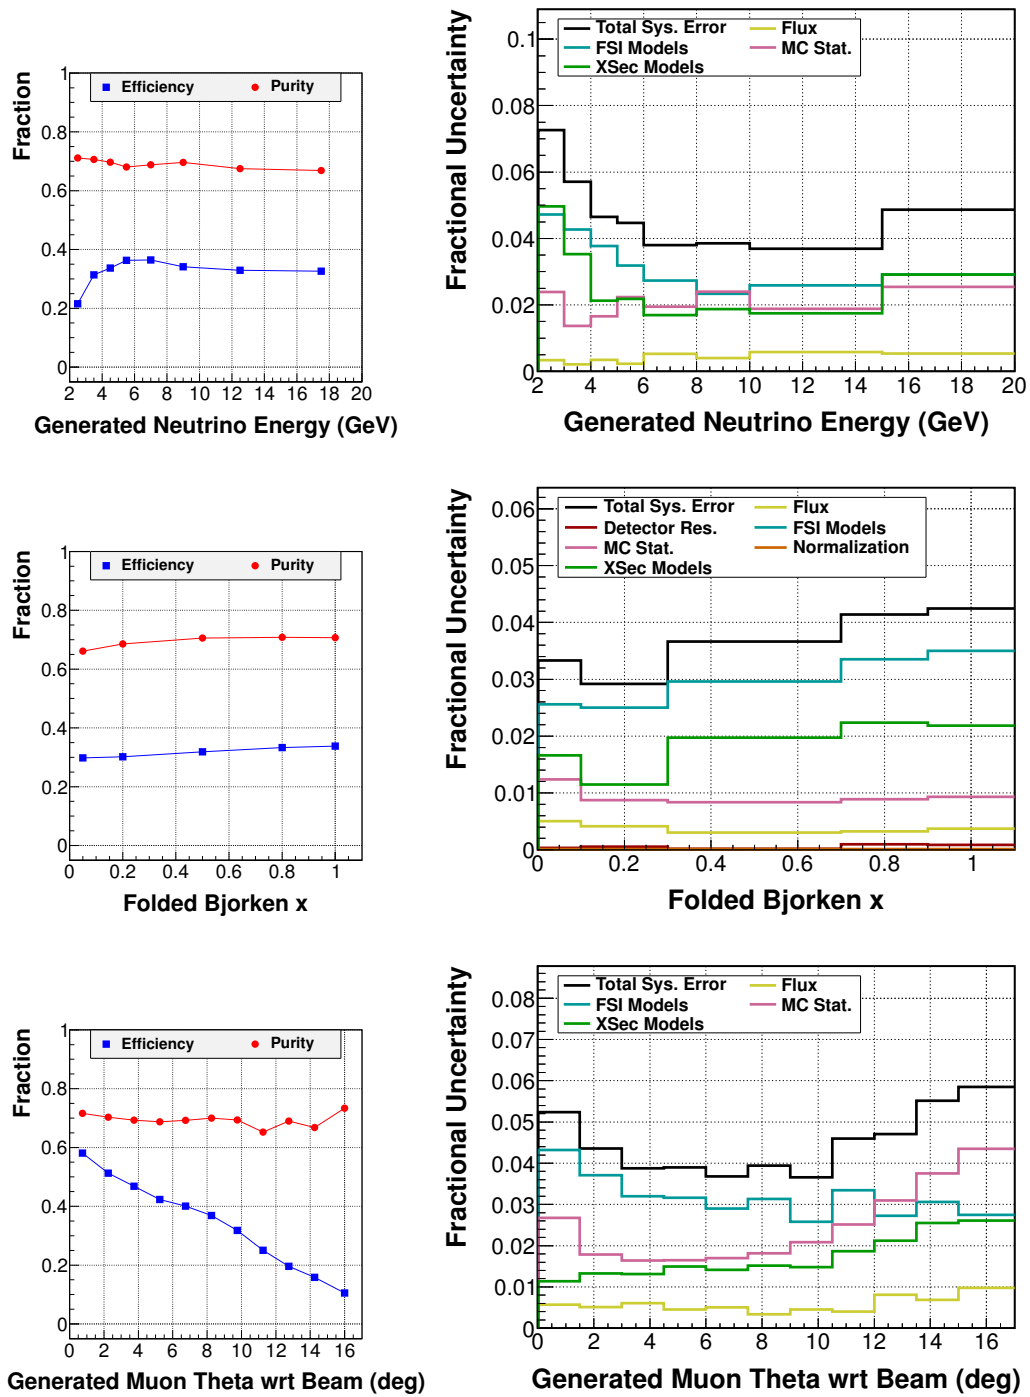 Fraction
Efficiency Purity
1
0.8
0.6
0.4
0.2
0
2 4 6 8 10 12 14 16 18 20
Generated Neutrino Energy (GeV)
Fractional Uncertainty
Total Sys. Error Flux
FSI Models MC Stat.
XSec Models
0.1
0.08
0.06
0.04
0.02
0
2 4 6 8 10 12 14 16 18 20
Generated Neutrino Energy (GeV)
Fraction
Efficiency Purity
1
0.8
0.6
0.4
0.2
0
0 0.2 0.4 0.6 0.8 1
Folded Bjorken x
Fractional Uncertainty
Total Sys. Error Flux
Detector Res. FSI Models
MC Stat. Normalization
XSec Models
0.06
0.05
0.04
0.03
0.02
0.01
0
0 0.2 0.4 0.6 0.8 1
Folded Bjorken x
Fraction
Efficiency Purity
1
0.8
0.6
0.4
0.2
0
0 2 4 6 8 10 12 14 16
Generated Muon Theta wrt Beam (deg)
Fractional Uncertainty
Total Sys. Error Flux
FSI Models MC Stat.
XSec Models
0.08
0.07
0.06
0.05
0.04
0.03
0.02
0.01
0
0 2 4 6 8 10 12 14 16
Generated Muon Theta wrt Beam (deg)